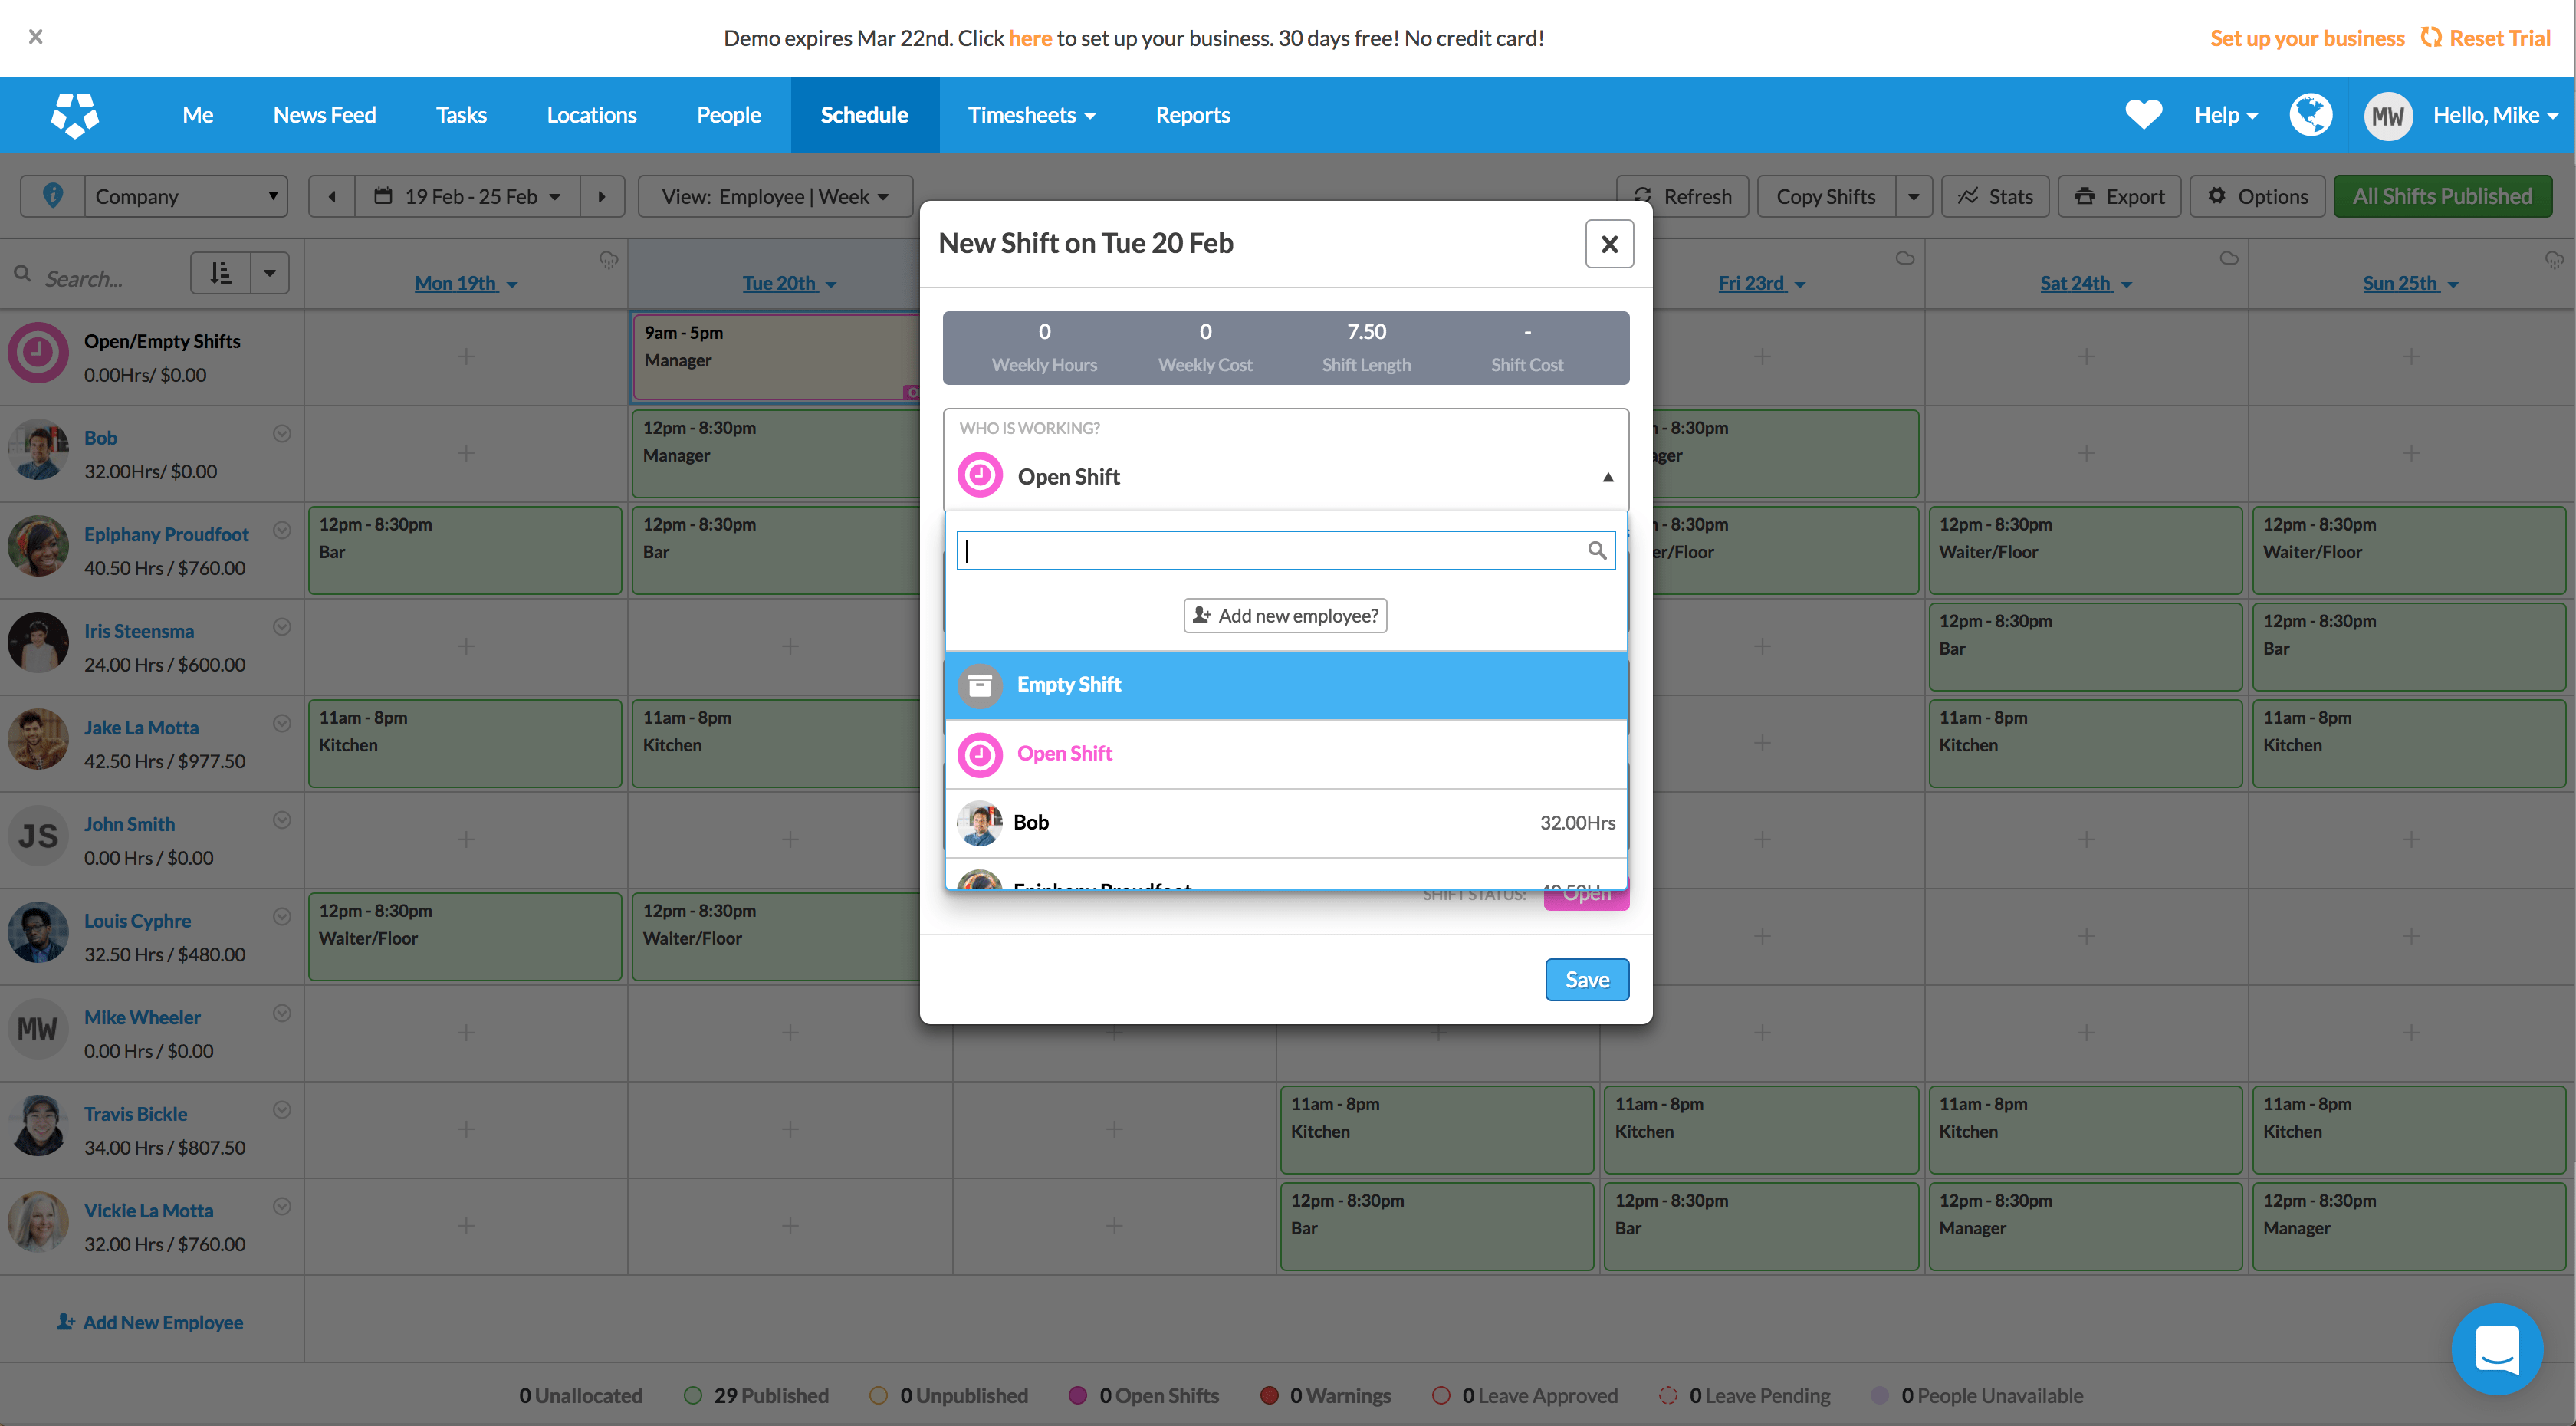 Demo expires Mar 22nd. Click here to set up your business. 30 days free! No credit card!
Set up your business Reset Trial
Me News Feed Tasks Locations People Schedule Timesheets Reports
Help MW Hello, Mike
Company 19 Feb - 25 Feb View: Employee | Week
Refresh Copy Shifts Stats Export Options All Shifts Published
Search...
Mon 19th Tue 20th Fri 23rd Sat 24th Sun 25th
Open/Empty Shifts
0.00Hrs/ $0.00
9am - 5pm
Manager
Bob
32.00Hrs/ $0.00
12pm - 8:30pm
Manager
- 8:30pm
Epiphany Proudfoot
40.50 Hrs / $760.00
12pm - 8:30pm
Bar
12pm - 8:30pm
Bar
- 8:30pm
/Floor
12pm - 8:30pm
Waiter/Floor
12pm - 8:30pm
Waiter/Floor
Iris Steensma
24.00 Hrs / $600.00
12pm - 8:30pm
Bar
12pm - 8:30pm
Bar
Jake La Motta
42.50 Hrs / $977.50
11am - 8pm
Kitchen
11am - 8pm
Kitchen
11am - 8pm
Kitchen
11am - 8pm
Kitchen
JS
John Smith
0.00 Hrs / $0.00
Louis Cyphre
32.50 Hrs / $480.00
12pm - 8:30pm
Waiter/Floor
12pm - 8:30pm
Waiter/Floor
MW
Mike Wheeler
0.00 Hrs / $0.00
Travis Bickle
34.00 Hrs / $807.50
11am - 8pm
Kitchen
11am - 8pm
Kitchen
11am - 8pm
Kitchen
11am - 8pm
Kitchen
Vickie La Motta
32.00 Hrs / $760.00
12pm - 8:30pm
Bar
12pm - 8:30pm
Bar
12pm - 8:30pm
Manager
12pm - 8:30pm
Manager
Add New Employee
New Shift on Tue 20 Feb
0 0 7.50 -
Weekly Hours Weekly Cost Shift Length Shift Cost
WHO IS WORKING?
Open Shift
Add new employee?
Empty Shift
Open Shift
Bob 32.00Hrs
Epiphany Proudfoot
SHIFT STATUS: Open
Save
0 Unallocated 29 Published 0 Unpublished 0 Open Shifts 0 Warnings 0 Leave Approved 0 Leave Pending 0 People Unavailable